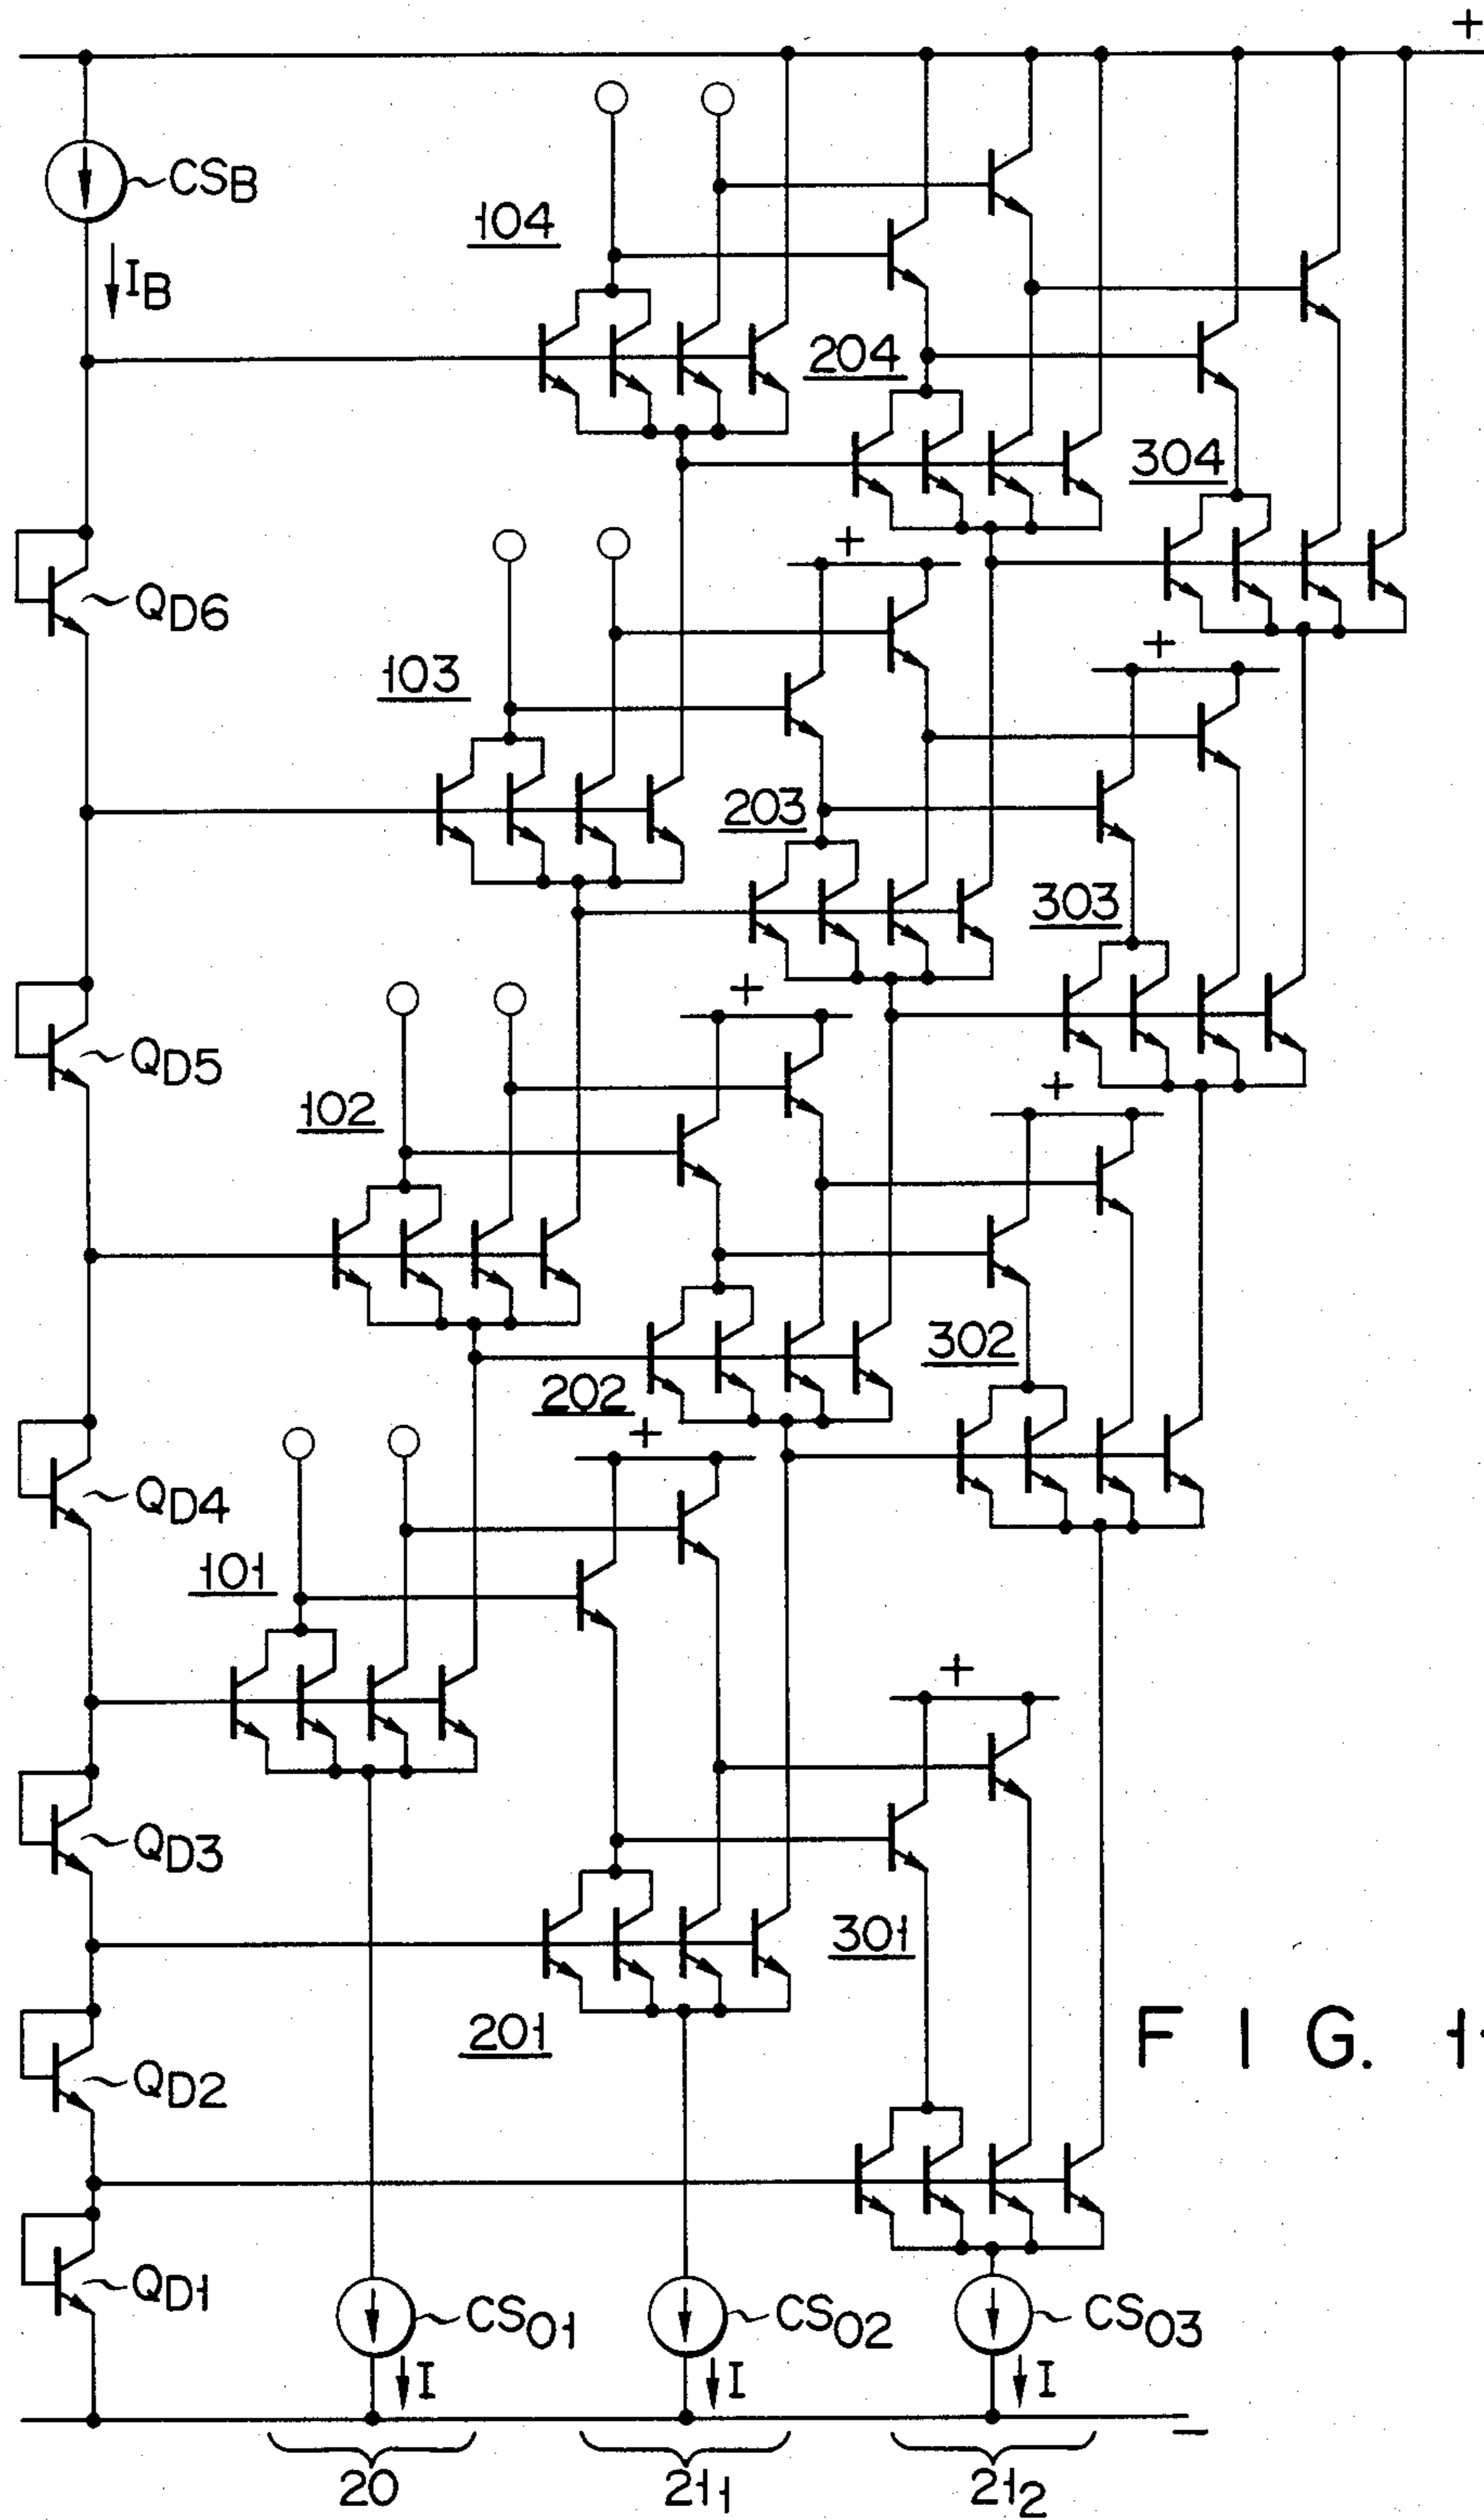 +
CSB
104
IB
204
304
+
QD6
+
103
203
303
+
QD5
+
102
302
202
+
QD4
101
+
QD3
301
201
F I G. 1
QD2
QD1
CS01
CS02
CS03
I
I
I
−
20
211
212